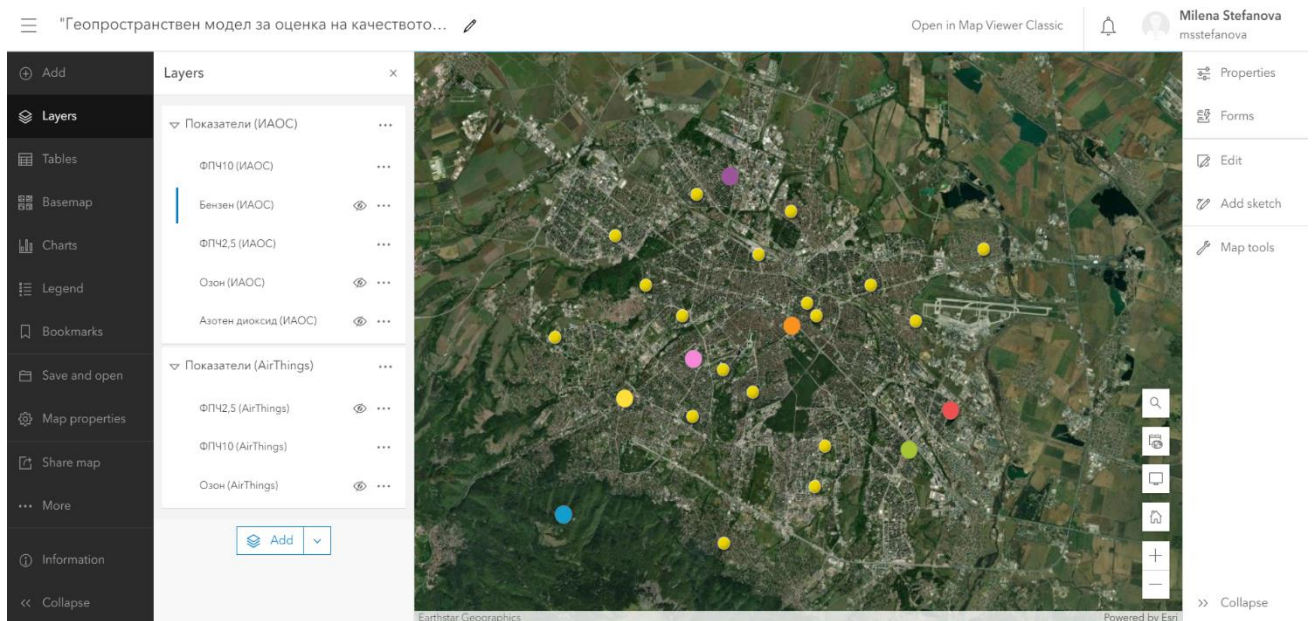 "Геопространствен модел за оценка на качеството...
Open in Map Viewer Classic
Milena Stefanova
msstefanova
Add
Layers
Tables
Basemap
Charts
Legend
Bookmarks
Save and open
Map properties
Share map
More
Information
Collapse
Layers
Показатели (ИАОС)
ФПЧ10 (ИАОС)
Бензен (ИАОС)
ФПЧ2,5 (ИАОС)
Озон (ИАОС)
Азотен диоксид (ИАОС)
Показатели (AirThings)
ФПЧ2,5 (AirThings)
ФПЧ10 (AirThings)
Озон (AirThings)
Add
Earthstar Geographics
Powered by Esri
Properties
Forms
Edit
Add sketch
Map tools
Collapse